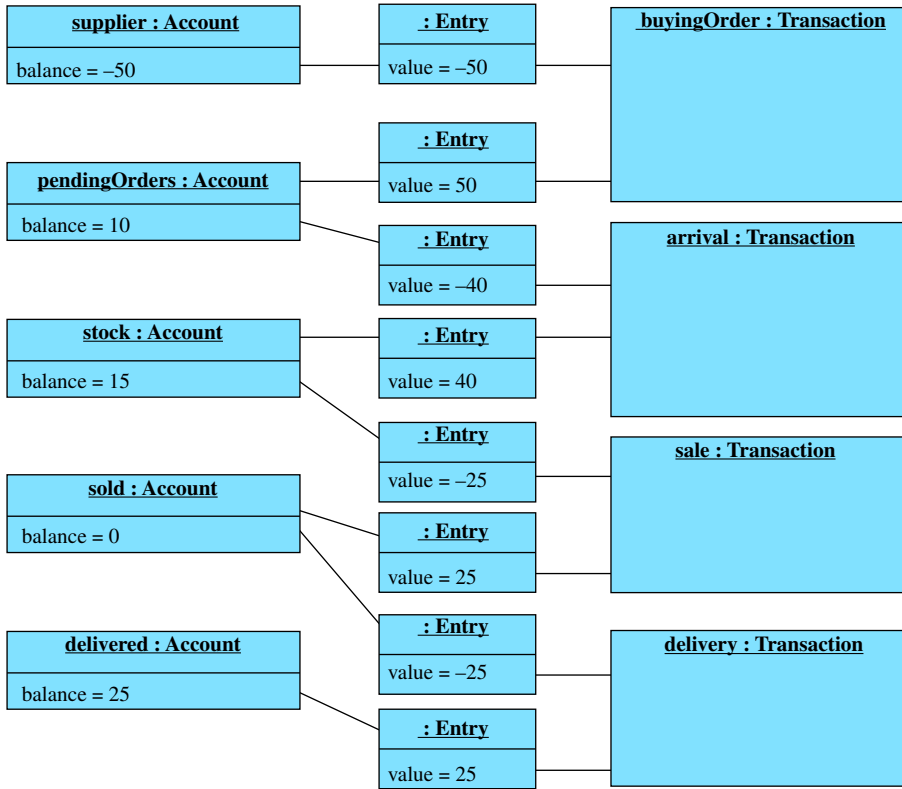 supplier : Account
balance = –50
: Entry
value = –50
buyingOrder : Transaction
: Entry
value = 50
pendingOrders : Account
balance = 10
: Entry
value = –40
arrival : Transaction
stock : Account
balance = 15
: Entry
value = 40
: Entry
value = –25
sale : Transaction
sold : Account
balance = 0
: Entry
value = 25
: Entry
value = –25
delivery : Transaction
delivered : Account
balance = 25
: Entry
value = 25